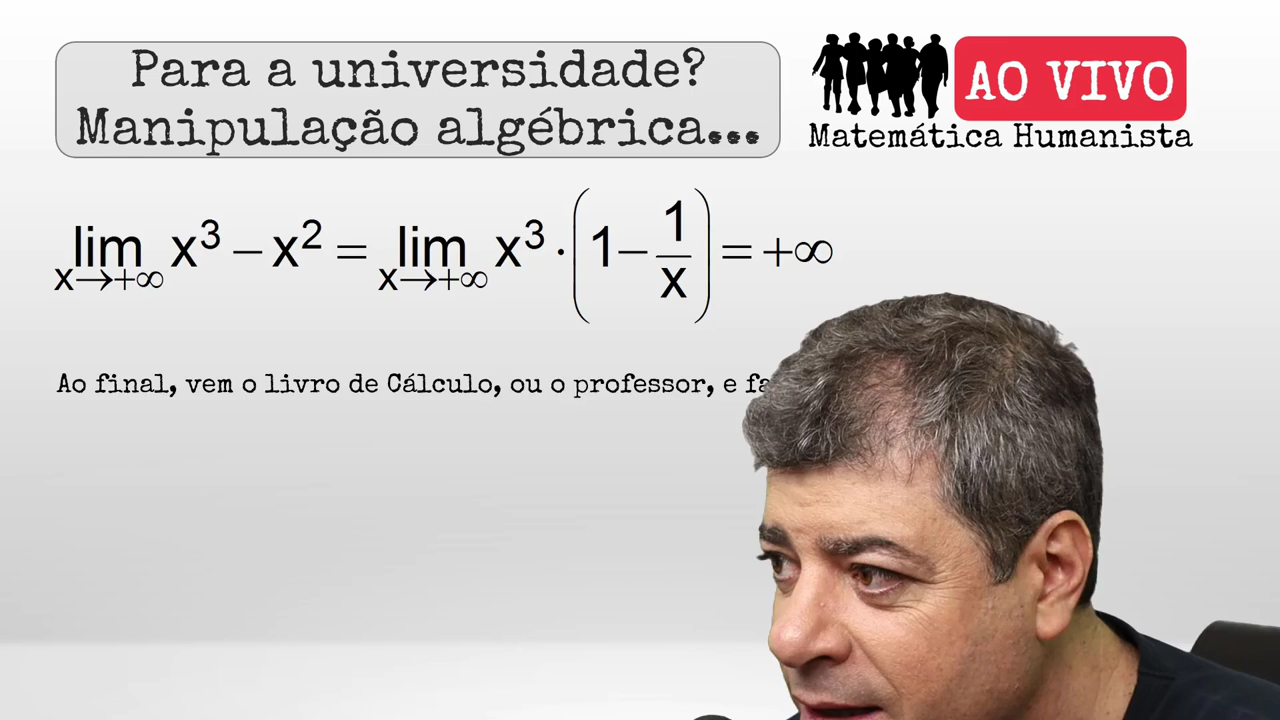 Para a universidade?
Manipulação algébrica...
AO VIVO
Matemática Humanista
lim x→+∞ x³ − x² = lim x→+∞ x³ · (1 − 1/x) = +∞
Ao final, vem o livro de Cálculo, ou o professor, e